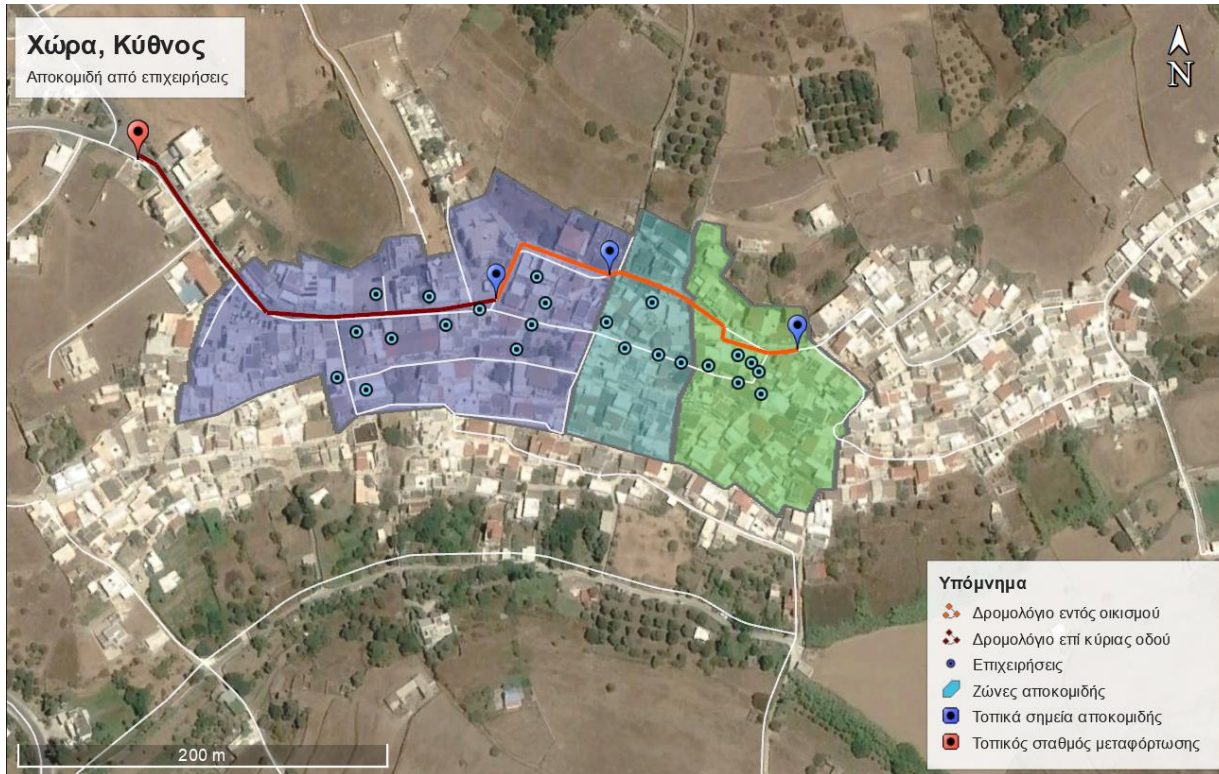 Χώρα, Κύθνος
Αποκομιδή από επιχειρήσεις
N
Υπόμνημα
Δρομολόγιο εντός οικισμού
Δρομολόγιο επί κύριας οδού
Επιχειρήσεις
Ζώνες αποκομιδής
Τοπικά σημεία αποκομιδής
Τοπικός σταθμός μεταφόρτωσης
200 m